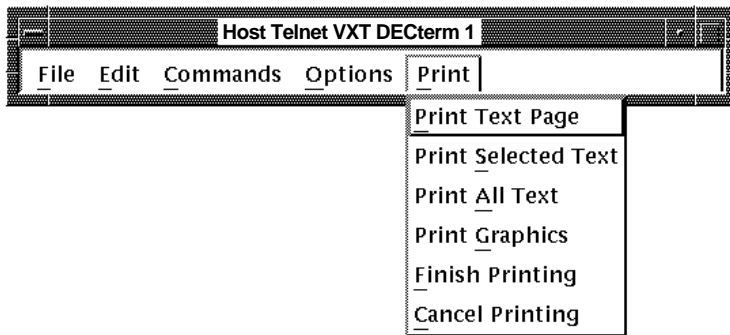 Host Telnet VXT DECterm 1
File Edit Commands Options Print
Print Text Page
Print Selected Text
Print All Text
Print Graphics
Finish Printing
Cancel Printing